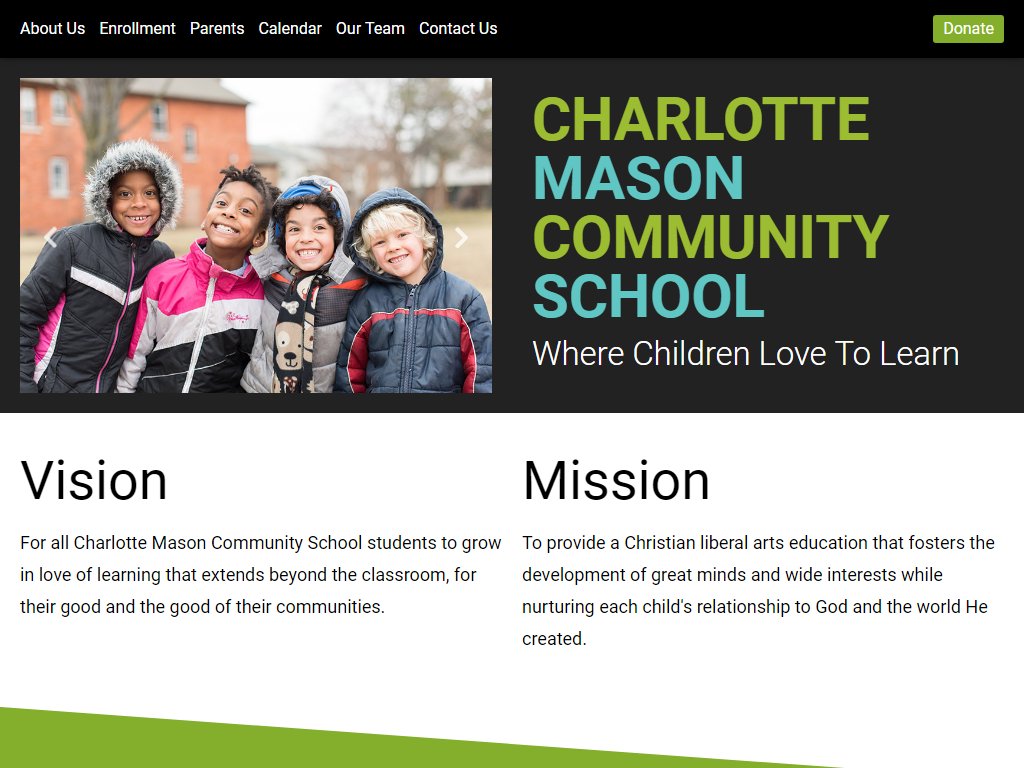 About Us Enrollment Parents Calendar Our Team Contact Us Donate
CHARLOTTE
MASON
COMMUNITY
SCHOOL
Where Children Love To Learn
Vision
For all Charlotte Mason Community School students to grow
in love of learning that extends beyond the classroom, for
their good and the good of their communities.
Mission
To provide a Christian liberal arts education that fosters the
development of great minds and wide interests while
nurturing each child's relationship to God and the world He
created.